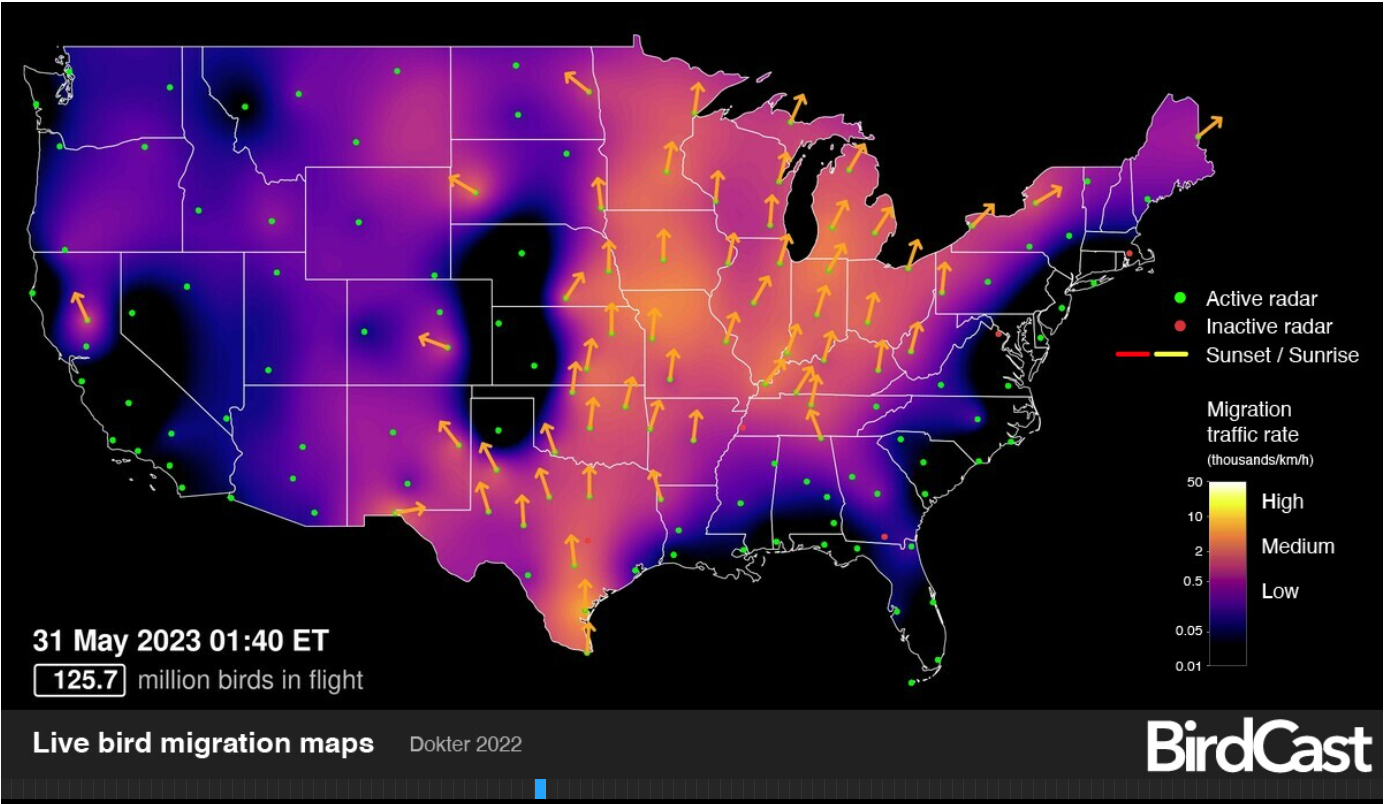 Active radar
Inactive radar
Sunset / Sunrise
Migration
traffic rate
(thousands/km/h)
50
High
10
2
Medium
0.5
Low
0.05
0.01
31 May 2023 01:40 ET
125.7 million birds in flight
Live bird migration maps Dokter 2022
BirdCast